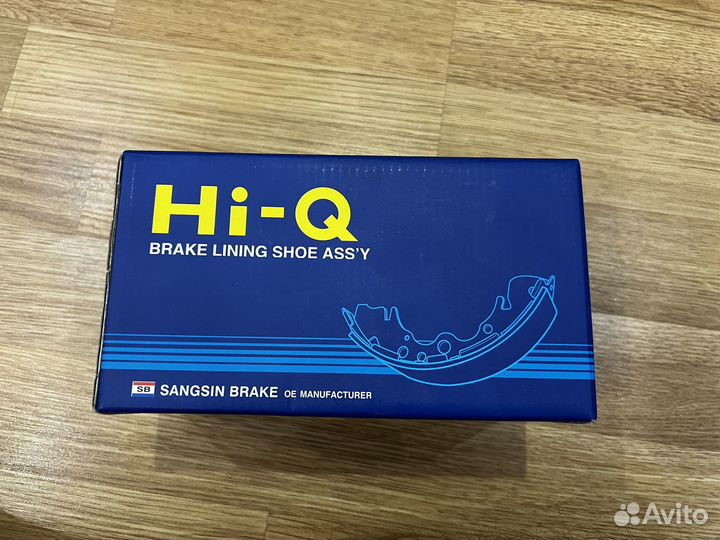 Hi-Q
BRAKE LINING SHOE ASS'Y
SB SANGSIN BRAKE OE MANUFACTURER
Avito